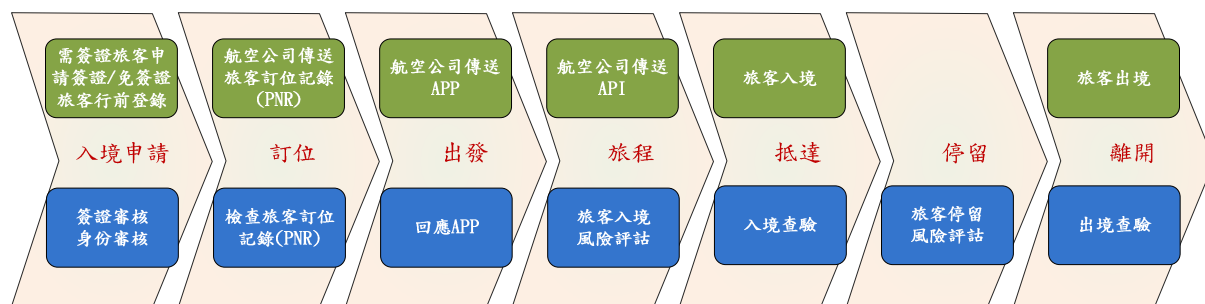 需簽證旅客申
請簽證/免簽證
旅客行前登錄
航空公司傳送
旅客訂位記錄
(PNR)
航空公司傳送
APP
航空公司傳送
API
旅客入境
旅客出境
入境申請
訂位
出發
旅程
抵達
停留
離開
簽證審核
身份審核
檢查旅客訂位
記錄(PNR)
回應APP
旅客入境
風險評詁
入境查驗
旅客停留
風險評詁
出境查驗